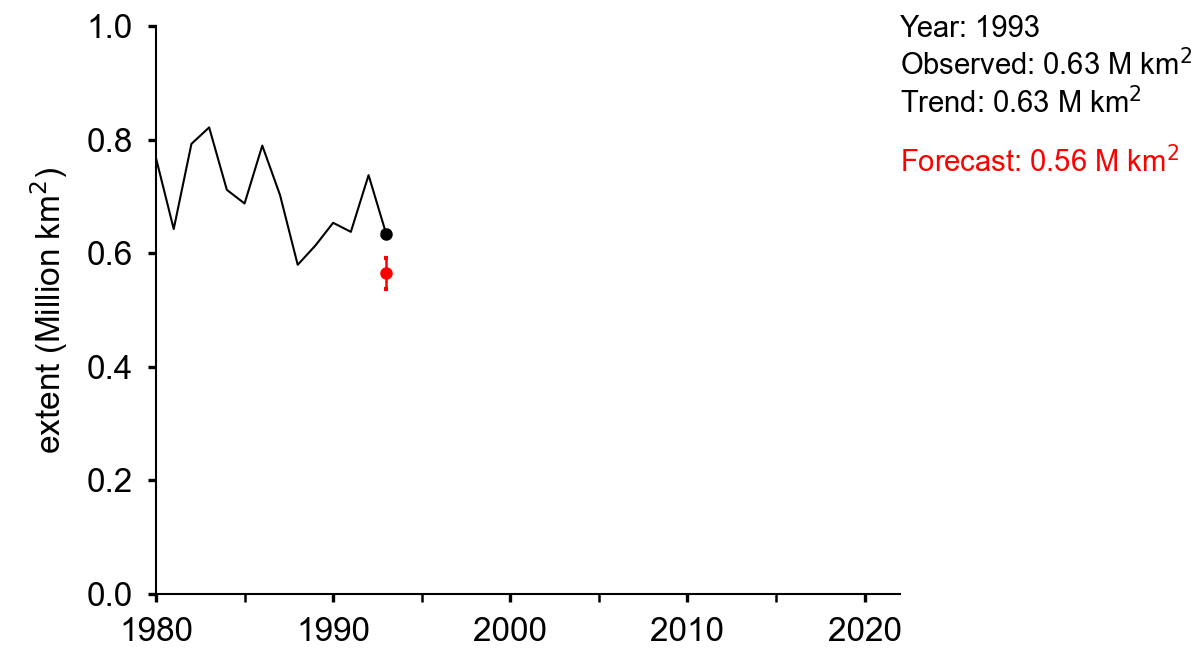 Year: 1993
Observed: 0.63 M km²
Trend: 0.63 M km²
Forecast: 0.56 M km²
extent (Million km²)
1.0
0.8
0.6
0.4
0.2
0.0
1980 1990 2000 2010 2020